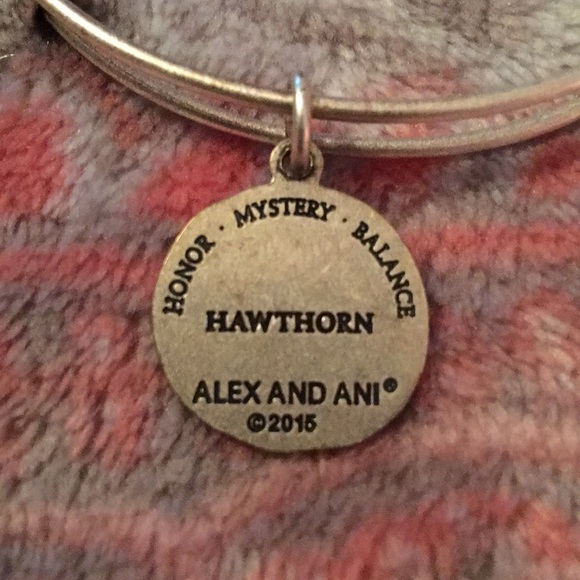 HONOR · MYSTERY · BALANCE
HAWTHORN
ALEX AND ANI®
©2015